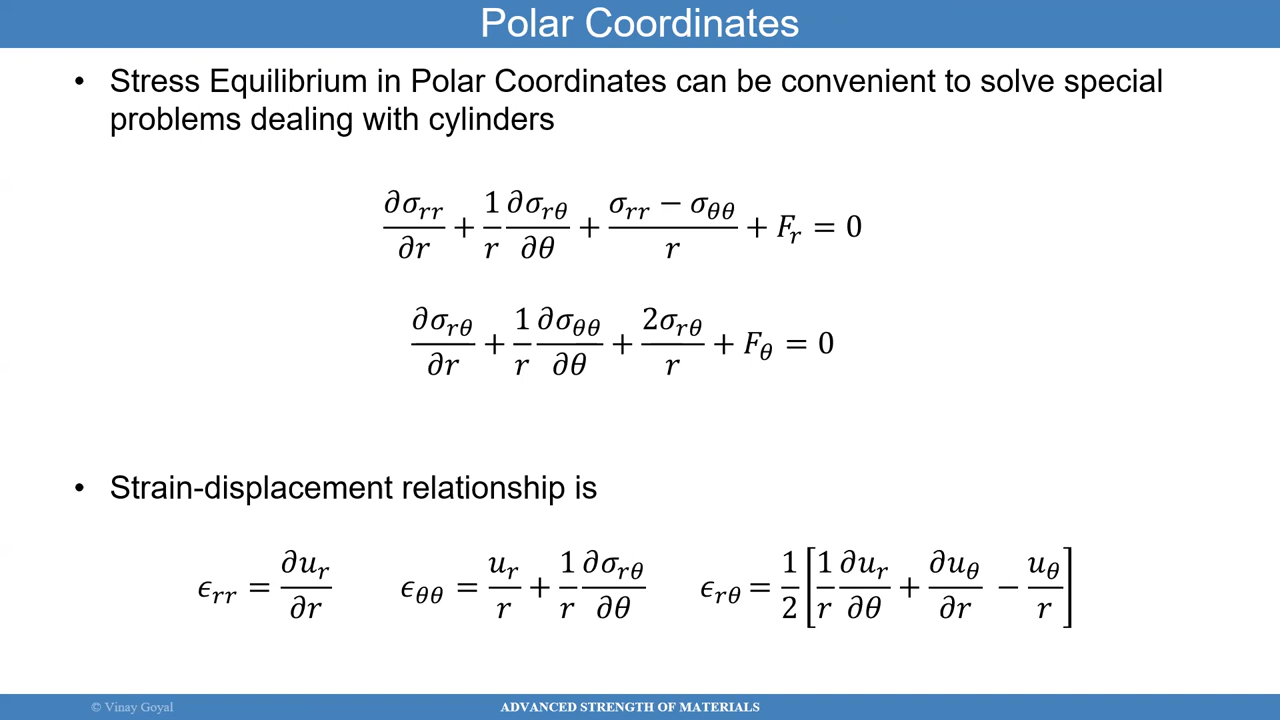 Polar Coordinates
• Stress Equilibrium in Polar Coordinates can be convenient to solve special
problems dealing with cylinders
∂σ_rr/∂r + (1/r) ∂σ_rθ/∂θ + (σ_rr − σ_θθ)/r + F_r = 0
∂σ_rθ/∂r + (1/r) ∂σ_θθ/∂θ + 2σ_rθ/r + F_θ = 0
• Strain-displacement relationship is
ϵ_rr = ∂u_r/∂r ϵ_θθ = u_r/r + (1/r) ∂σ_rθ/∂θ ϵ_rθ = 1/2 [(1/r) ∂u_r/∂θ + ∂u_θ/∂r − u_θ/r]
© Vinay Goyal ADVANCED STRENGTH OF MATERIALS